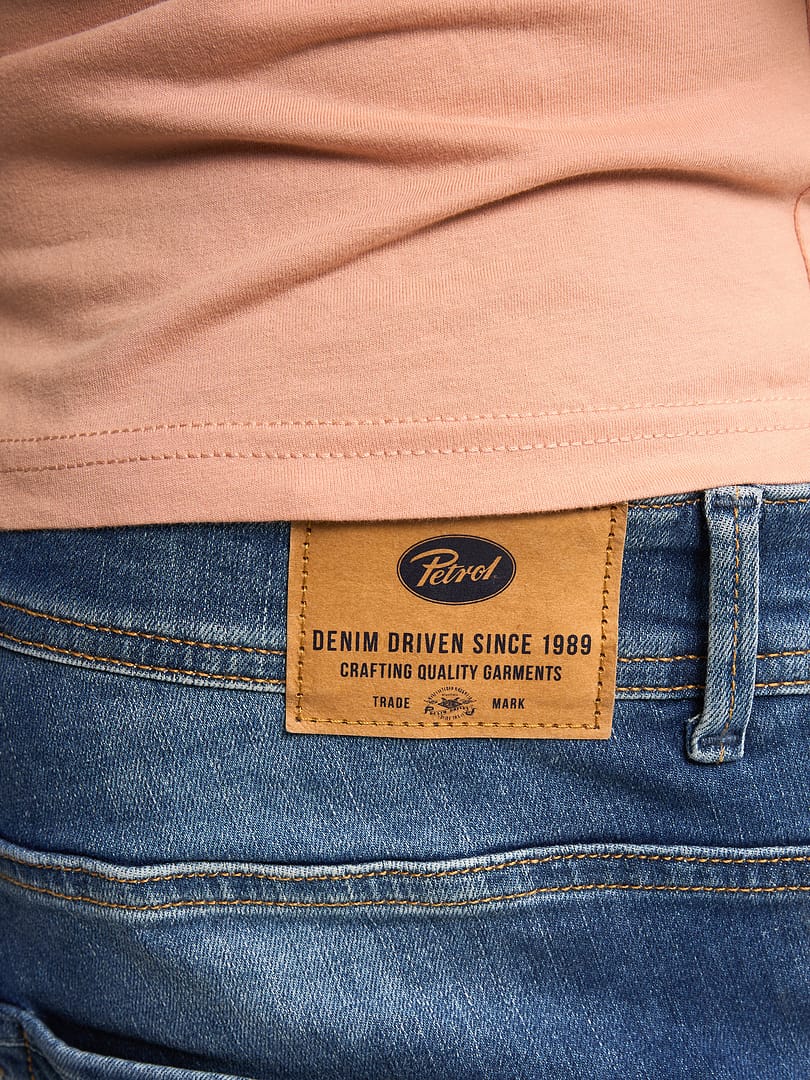 Petrol
DENIM DRIVEN SINCE 1989
CRAFTING QUALITY GARMENTS
TRADE MARK